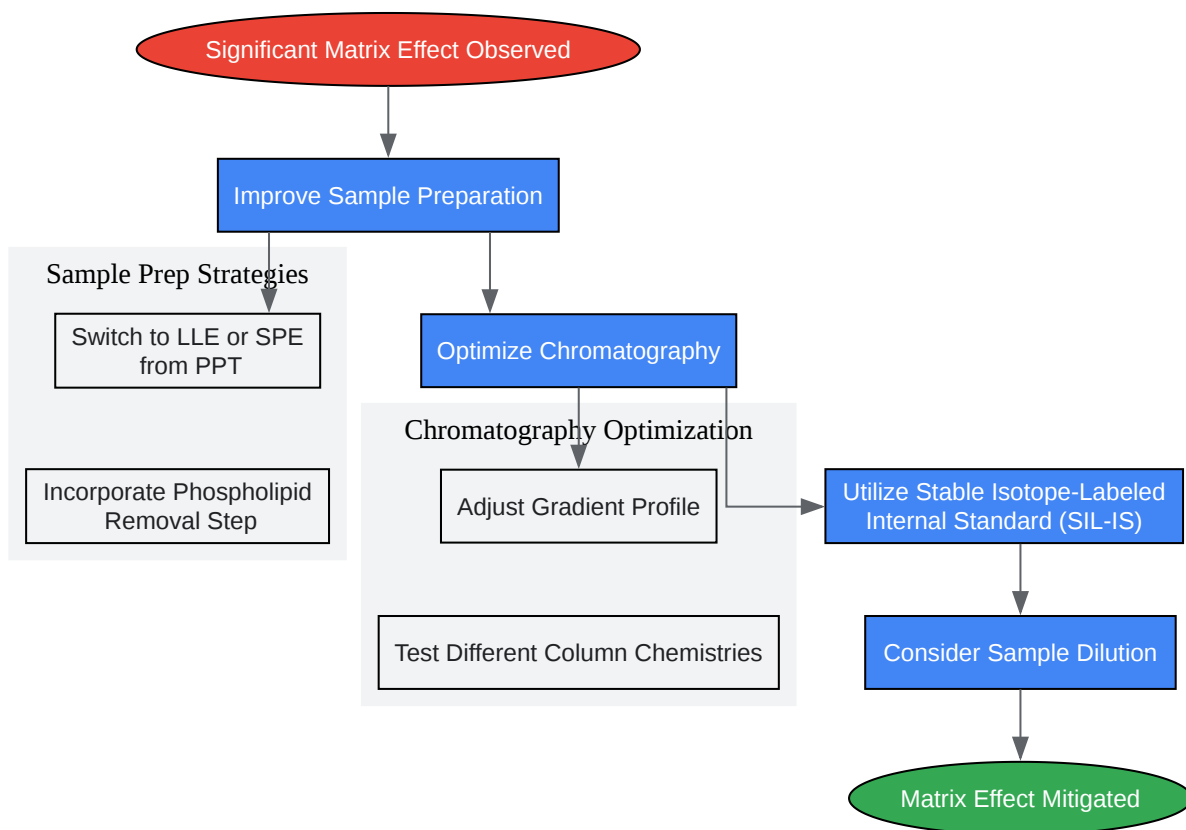 Significant Matrix Effect Observed
Improve Sample Preparation
Sample Prep Strategies
Switch to LLE or SPE
from PPT
Incorporate Phospholipid
Removal Step
Optimize Chromatography
Chromatography Optimization
Adjust Gradient Profile
Test Different Column Chemistries
Utilize Stable Isotope-Labeled
Internal Standard (SIL-IS)
Consider Sample Dilution
Matrix Effect Mitigated